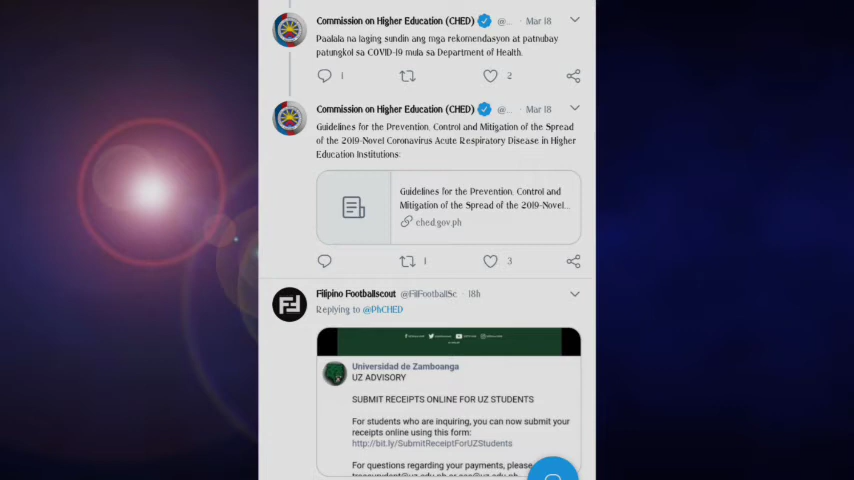 Commission on Higher Education (CHED) @... · Mar 18
Paalala na laging sundin ang mga rekomendasyon at patnubay
patungkol sa COVID-19 mula sa Department of Health.
1 2
Commission on Higher Education (CHED) @... · Mar 18
Guidelines for the Prevention, Control and Mitigation of the Spread
of the 2019-Novel Coronavirus Acute Respiratory Disease in Higher
Education Institutions:
Guidelines for the Prevention, Control and
Mitigation of the Spread of the 2019-Novel...
ched.gov.ph
1 3
Filipino Footballscout @FilFootballSc · 18h
Replying to @PhCHED
Universidad de Zamboanga
UZ ADVISORY
SUBMIT RECEIPTS ONLINE FOR UZ STUDENTS
For students who are inquiring, you can now submit your
receipts online using this form:
http://bit.ly/SubmitReceiptForUZStudents
For questions regarding your payments, please